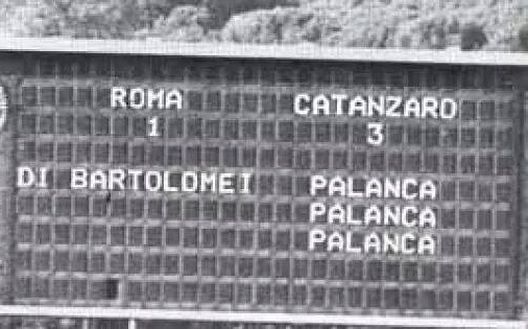 ROMA CATANZARO
1 3
DI BARTOLOMEI PALANCA
PALANCA
PALANCA